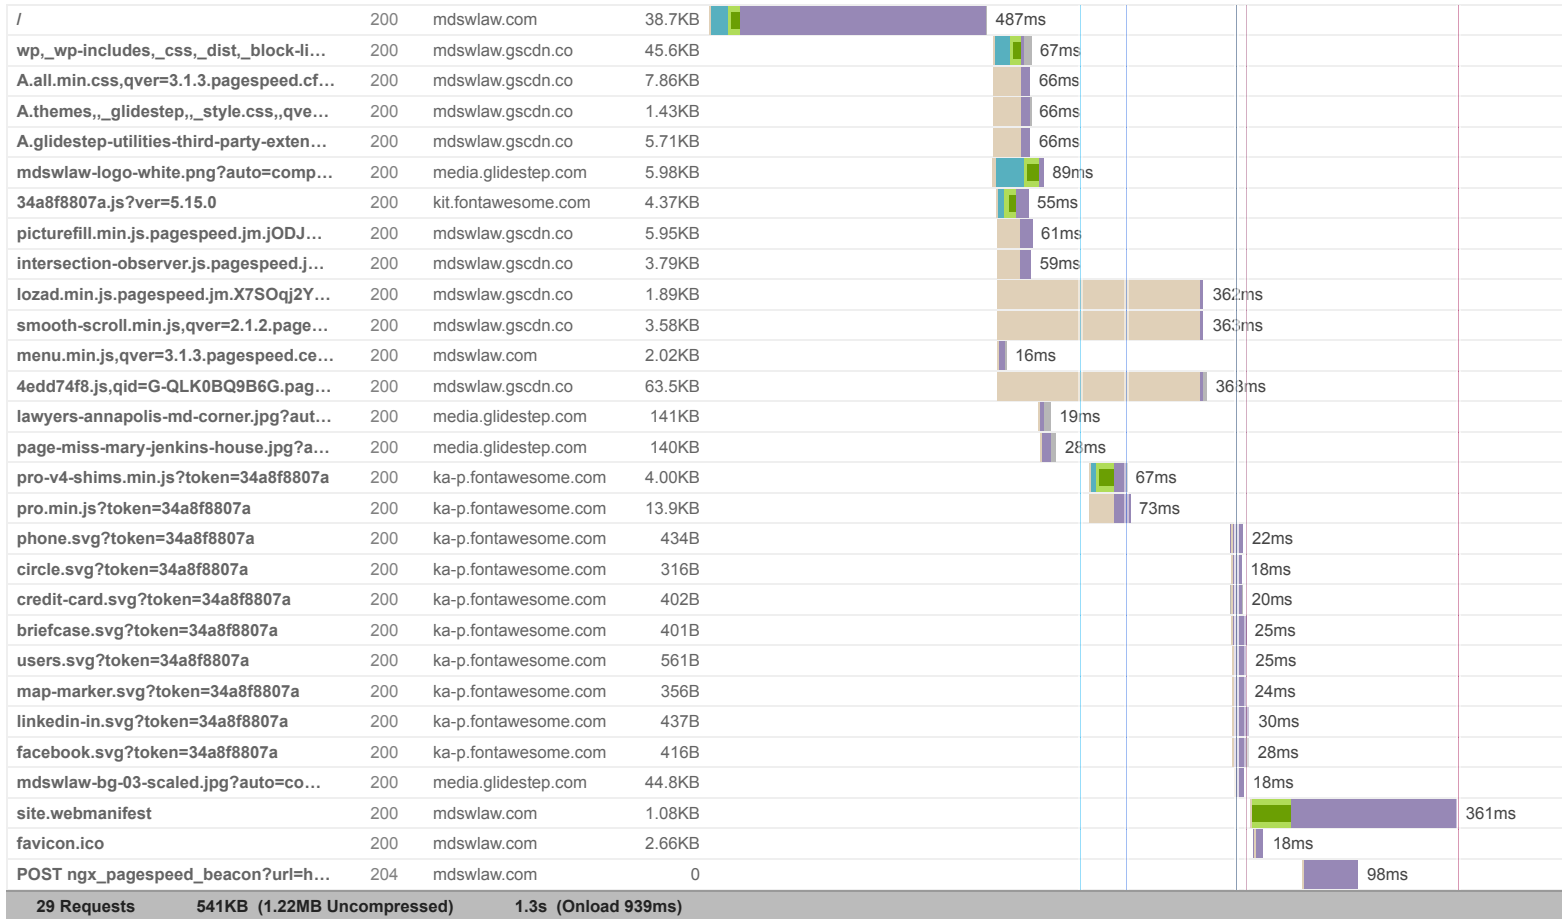 / 200 mdswlaw.com 38.7KB 487ms
wp,_wp-includes,_css,_dist,_block-li... 200 mdswlaw.gscdn.co 45.6KB 67ms
A.all.min.css,qver=3.1.3.pagespeed.cf... 200 mdswlaw.gscdn.co 7.86KB 66ms
A.themes,,_glidestep,,_style.css,,qve... 200 mdswlaw.gscdn.co 1.43KB 66ms
A.glidestep-utilities-third-party-exten... 200 mdswlaw.gscdn.co 5.71KB 66ms
mdswlaw-logo-white.png?auto=comp... 200 media.glidestep.com 5.98KB 89ms
34a8f8807a.js?ver=5.15.0 200 kit.fontawesome.com 4.37KB 55ms
picturefill.min.js.pagespeed.jm.jODJ... 200 mdswlaw.gscdn.co 5.95KB 61ms
intersection-observer.js.pagespeed.j... 200 mdswlaw.gscdn.co 3.79KB 59ms
lozad.min.js.pagespeed.jm.X7SOqj2Y... 200 mdswlaw.gscdn.co 1.89KB 362ms
smooth-scroll.min.js,qver=2.1.2.page... 200 mdswlaw.gscdn.co 3.58KB 363ms
menu.min.js,qver=3.1.3.pagespeed.ce... 200 mdswlaw.com 2.02KB 16ms
4edd74f8.js,qid=G-QLK0BQ9B6G.pag... 200 mdswlaw.gscdn.co 63.5KB 368ms
lawyers-annapolis-md-corner.jpg?aut... 200 media.glidestep.com 141KB 19ms
page-miss-mary-jenkins-house.jpg?a... 200 media.glidestep.com 140KB 28ms
pro-v4-shims.min.js?token=34a8f8807a 200 ka-p.fontawesome.com 4.00KB 67ms
pro.min.js?token=34a8f8807a 200 ka-p.fontawesome.com 13.9KB 73ms
phone.svg?token=34a8f8807a 200 ka-p.fontawesome.com 434B 22ms
circle.svg?token=34a8f8807a 200 ka-p.fontawesome.com 316B 18ms
credit-card.svg?token=34a8f8807a 200 ka-p.fontawesome.com 402B 20ms
briefcase.svg?token=34a8f8807a 200 ka-p.fontawesome.com 401B 25ms
users.svg?token=34a8f8807a 200 ka-p.fontawesome.com 561B 25ms
map-marker.svg?token=34a8f8807a 200 ka-p.fontawesome.com 356B 24ms
linkedin-in.svg?token=34a8f8807a 200 ka-p.fontawesome.com 437B 30ms
facebook.svg?token=34a8f8807a 200 ka-p.fontawesome.com 416B 28ms
mdswlaw-bg-03-scaled.jpg?auto=co... 200 media.glidestep.com 44.8KB 18ms
site.webmanifest 200 mdswlaw.com 1.08KB 361ms
favicon.ico 200 mdswlaw.com 2.66KB 18ms
POST ngx_pagespeed_beacon?url=h... 204 mdswlaw.com 0 98ms
29 Requests 541KB (1.22MB Uncompressed) 1.3s (Onload 939ms)